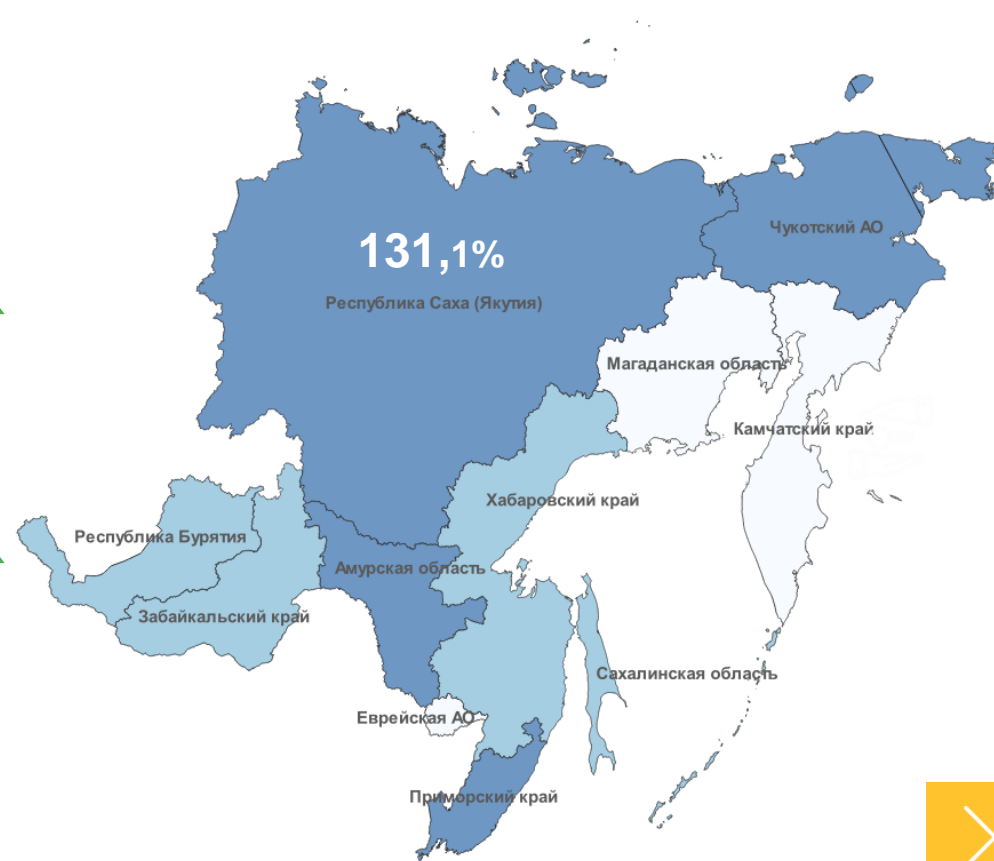 Чукотский АО
131,1%
Республика Саха (Якутия)
Магаданская область
Камчатский край
Хабаровский край
Республика Бурятия
Амурская область
Забайкальский край
Сахалинская область
Еврейская АО
Приморский край